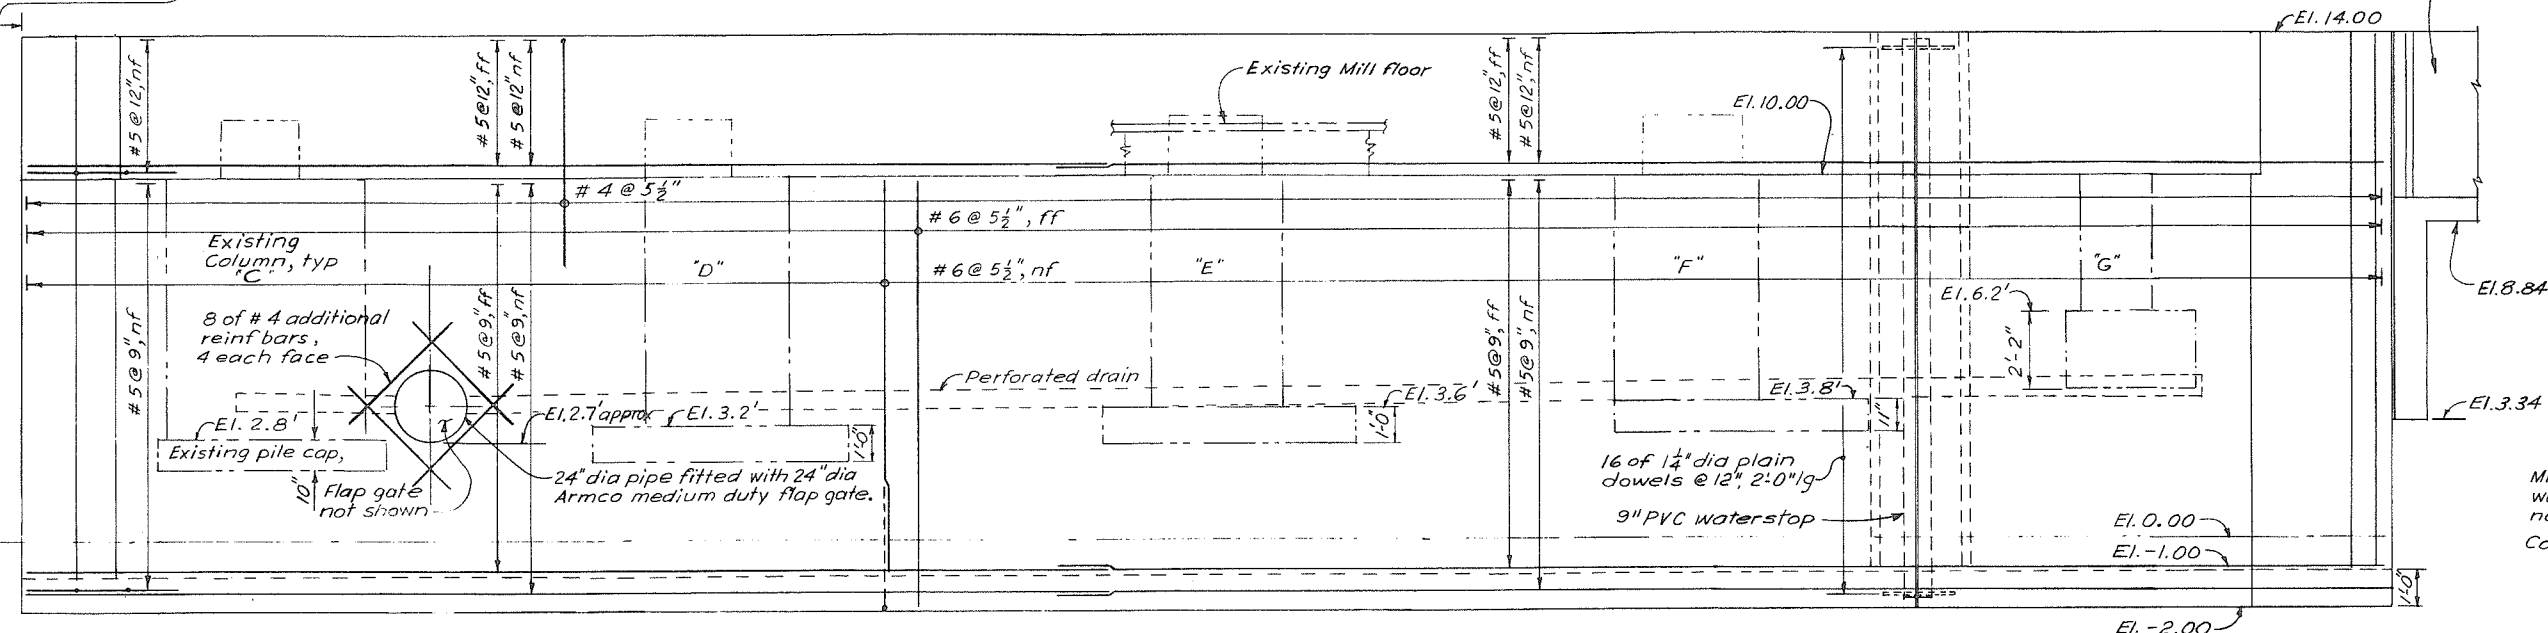 El. 14.00
#5@12",nf
#5@12",ff
#5@12",nf
Existing Mill floor
#5@12",ff
#5@12",nf
El. 10.00
# 4 @ 5½"
# 6 @ 5½", ff
Existing
Column, typ
"C"
"D"
#6 @ 5½", nf
"E"
"F"
"G"
El. 8.84
El. 6.2'
2'-2"
8 of # 4 additional
reinf bars,
4 each face
#5@9",nf
#5@9",ff
#5@9",nf
#5@9",ff
#5@9",nf
Perforated drain
El. 2.8'
El. 2.7' approx
El. 3.2'
El. 3.6'
El. 3.8'
El. 3.34
1'-0"
1'-0"
11"
Existing pile cap,
10"
Flap gate
not shown
24" dia pipe fitted with 24" dia
Armco medium duty flap gate.
16 of 1¼" dia plain
dowels @ 12", 2'-0" lg
9" PVC waterstop
El. 0.00
El. -1.00
1'-0"
El. -2.00